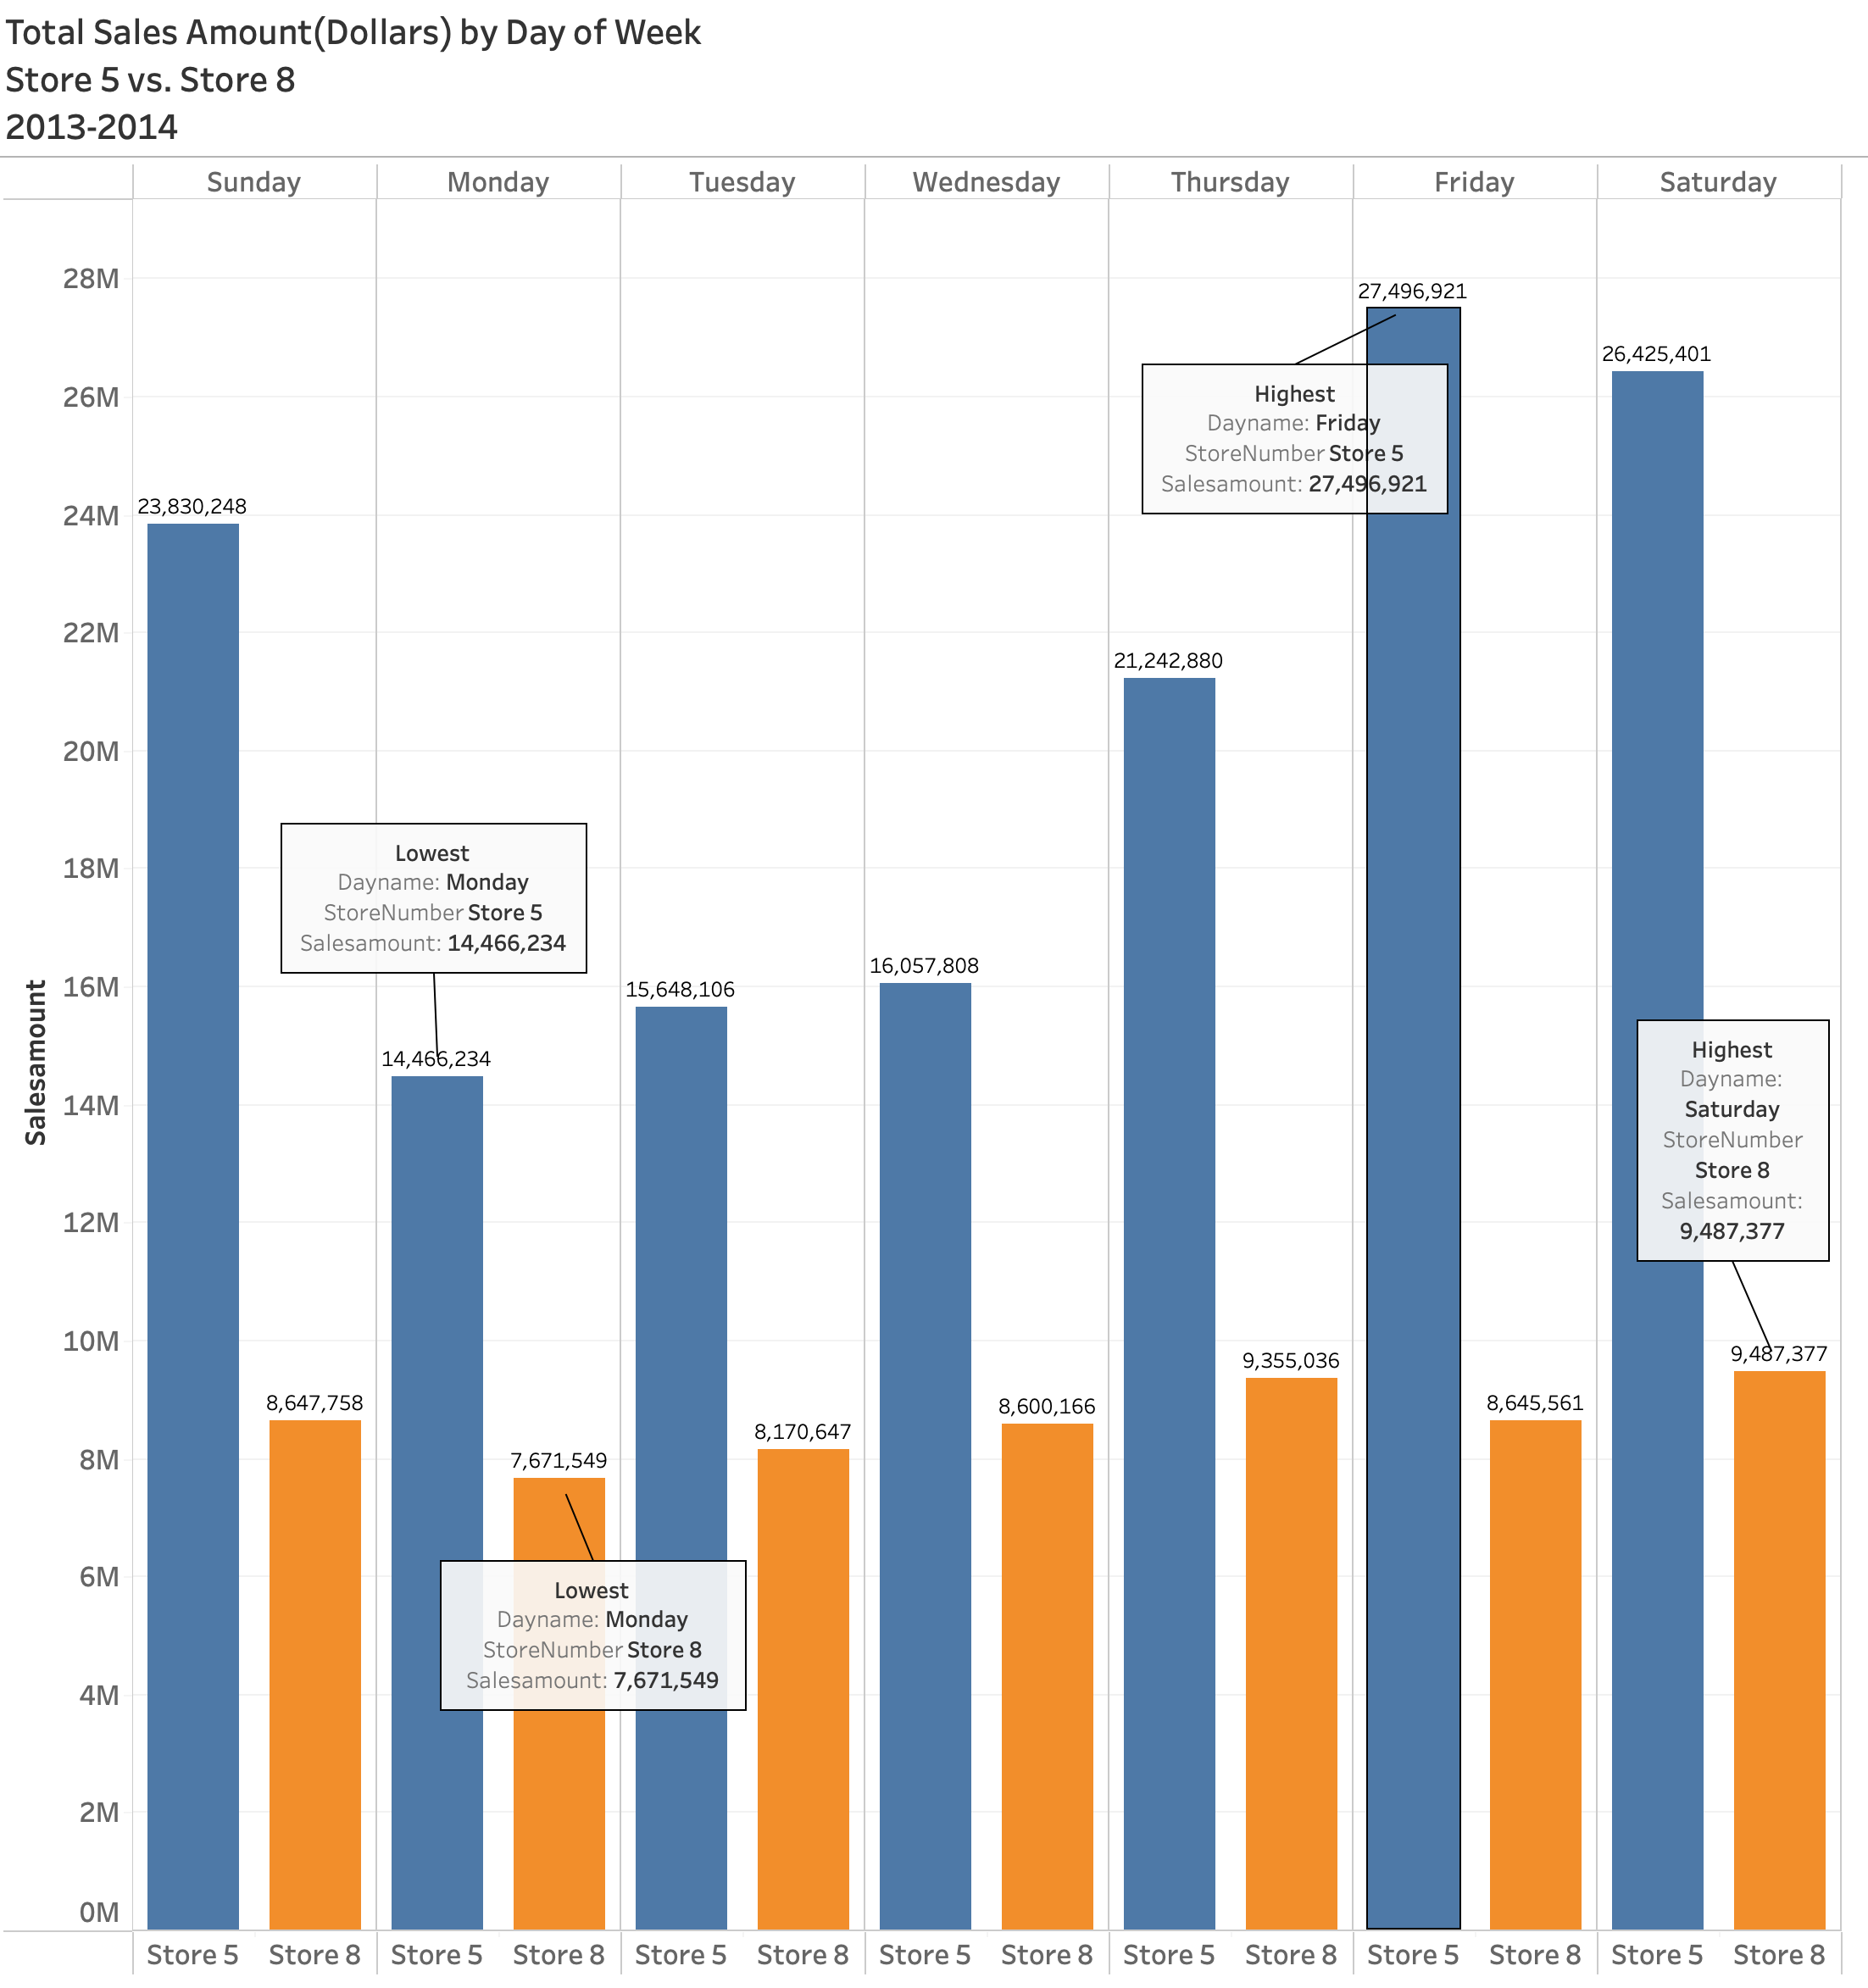 Total Sales Amount(Dollars) by Day of Week
Store 5 vs. Store 8
2013-2014
Sunday Monday Tuesday Wednesday Thursday Friday Saturday
28M
27,496,921
26,425,401
Highest
Dayname: Friday
StoreNumber Store 5
Salesamount: 27,496,921
26M
23,830,248
24M
22M
21,242,880
20M
18M
Lowest
Dayname: Monday
StoreNumber Store 5
Salesamount: 14,466,234
16,057,808
16M
15,648,106
14,466,234
Salesamount
14M
Highest
Dayname:
Saturday
StoreNumber
Store 8
Salesamount:
9,487,377
12M
10M
9,487,377
9,355,036
8,647,758
8,645,561
8,600,166
8,170,647
8M
7,671,549
6M
Lowest
Dayname: Monday
StoreNumber Store 8
Salesamount: 7,671,549
4M
2M
0M
Store 5 Store 8 Store 5 Store 8 Store 5 Store 8 Store 5 Store 8 Store 5 Store 8 Store 5 Store 8 Store 5 Store 8